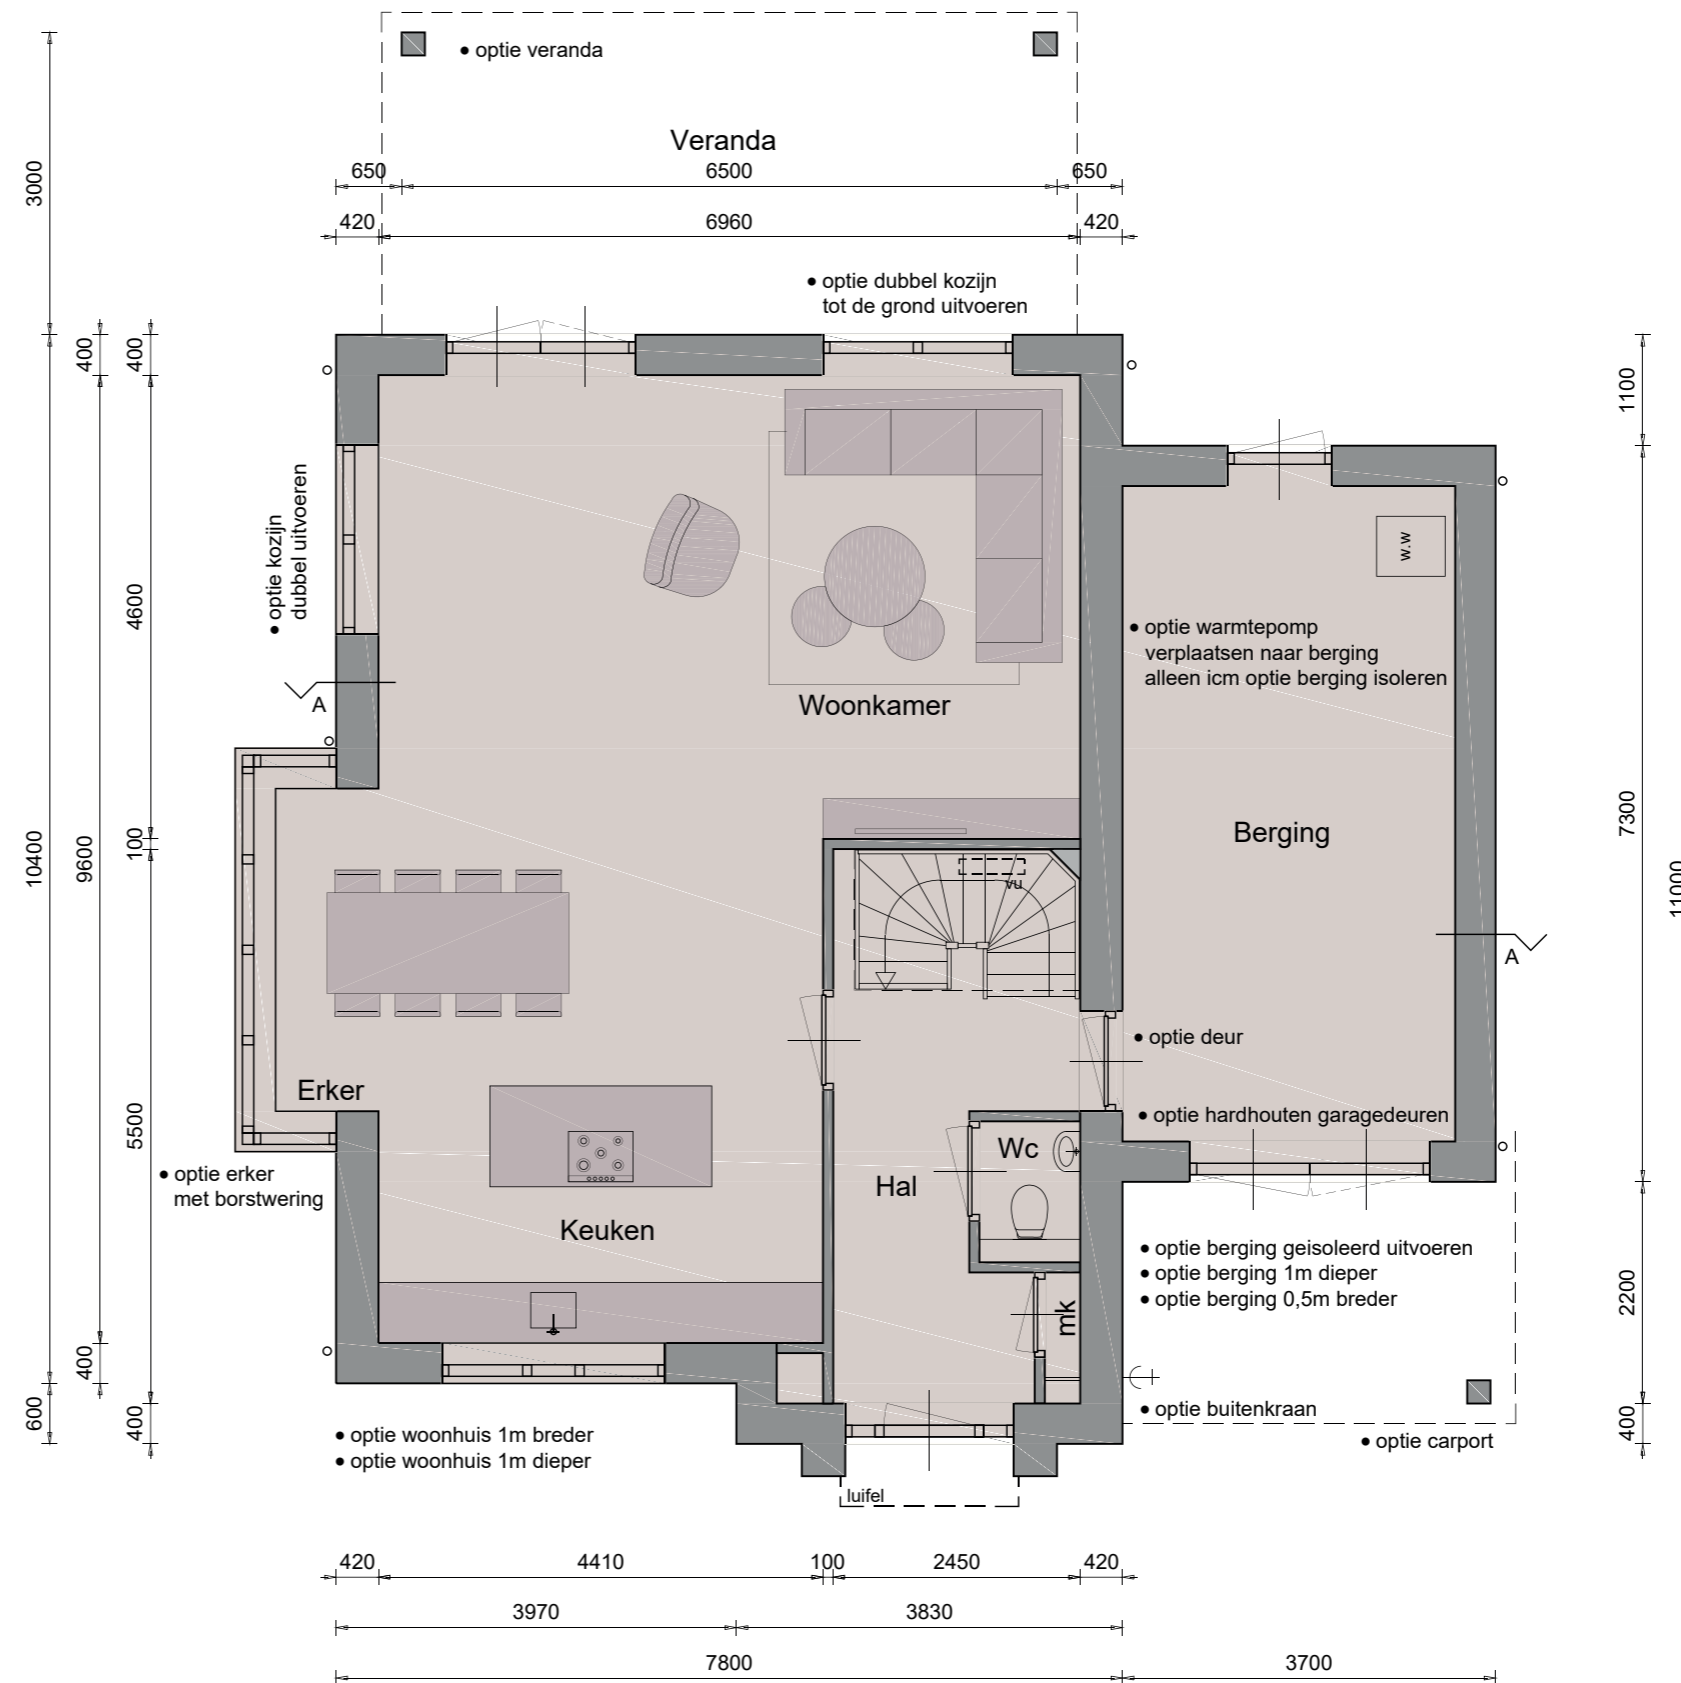 • optie veranda
Veranda
650
6500
650
420
6960
420
3000
• optie dubbel kozijn
tot de grond uitvoeren
400
400
1100
• optie kozijn
dubbel uitvoeren
w.w
4600
• optie warmtepomp
verplaatsen naar berging
alleen icm optie berging isoleren
A
Woonkamer
10400
9600
100
7300
11000
Berging
vu
A
• optie deur
Erker
• optie hardhouten garagedeuren
5500
Wc
• optie erker
met borstwering
Hal
Keuken
• optie berging geisoleerd uitvoeren
• optie berging 1m dieper
• optie berging 0,5m breder
2200
mk
400
600
400
• optie buitenkraan
400
• optie carport
• optie woonhuis 1m breder
• optie woonhuis 1m dieper
luifel
420
4410
100
2450
420
3970
3830
7800
3700